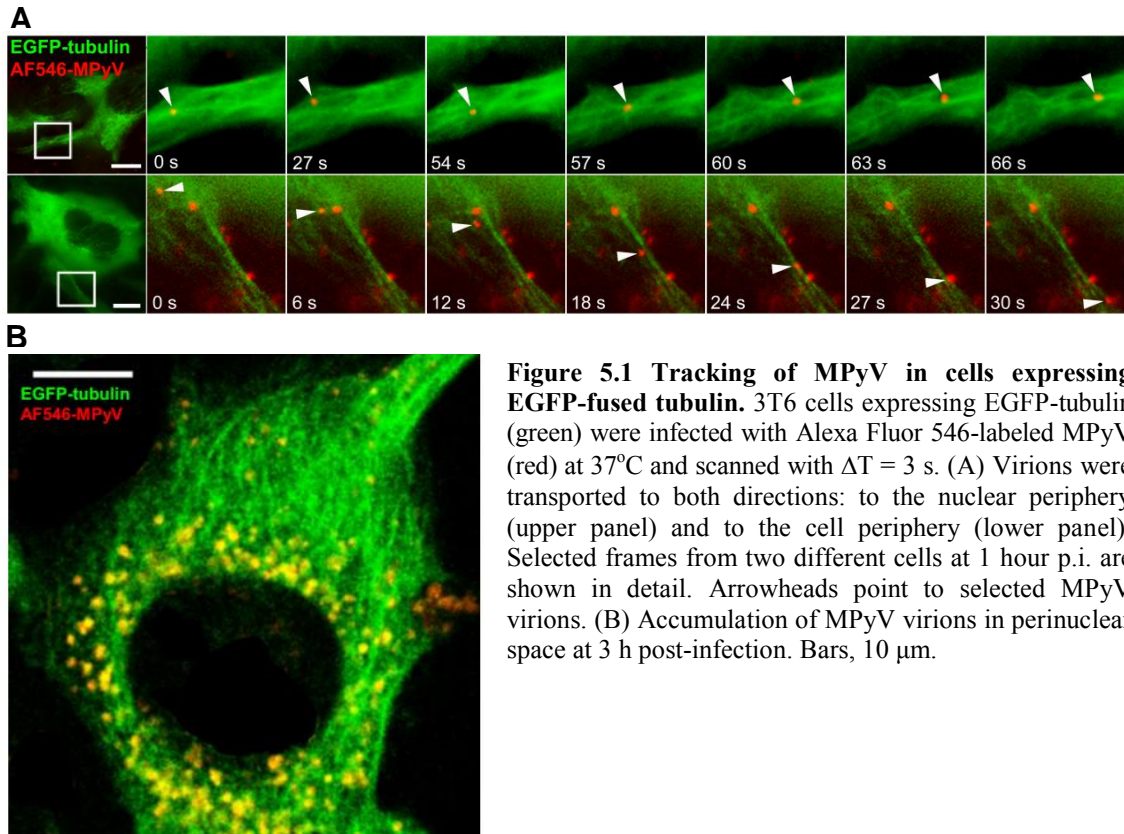 A
EGFP-tubulin
AF546-MPyV
0 s
27 s
54 s
57 s
60 s
63 s
66 s
0 s
6 s
12 s
18 s
24 s
27 s
30 s
B
EGFP-tubulin
AF546-MPyV
Figure 5.1 Tracking of MPyV in cells expressing
EGFP-fused tubulin. 3T6 cells expressing EGFP-tubulin
(green) were infected with Alexa Fluor 546-labeled MPyV
(red) at 37°C and scanned with ΔT = 3 s. (A) Virions were
transported to both directions: to the nuclear periphery
(upper panel) and to the cell periphery (lower panel)
Selected frames from two different cells at 1 hour p.i. are
shown in detail. Arrowheads point to selected MPyV
virions. (B) Accumulation of MPyV virions in perinuclear
space at 3 h post-infection. Bars, 10 μm.